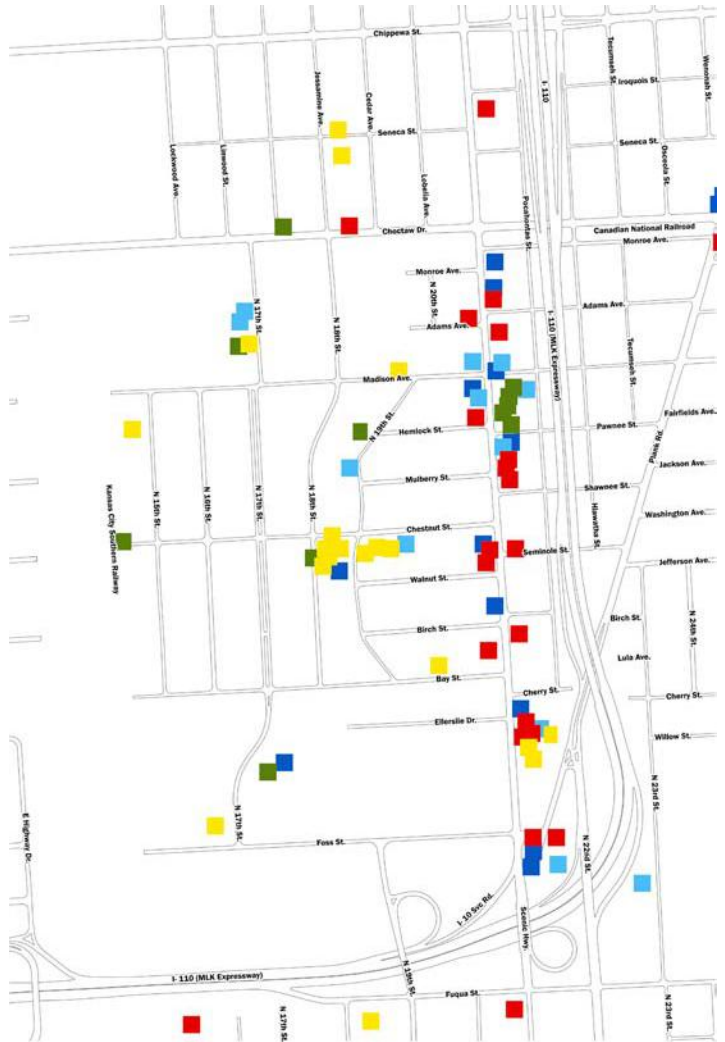 Chippewa St.
I- 110
Tecumseh St.
Wenonah St.
Iroquois St.
Jessamine Ave.
Cedar Ave.
Seneca St.
Seneca St.
Lockwood Ave.
Linwood St.
Lobelia Ave.
Osceola St.
Pocahontas St.
Choctaw Dr.
Canadian National Railroad
Monroe Ave.
Monroe Ave.
N 20th St.
N 17th St.
N 18th St.
Adams Ave.
Adams Ave.
I- 110 (MLK Expressway)
Tecumseh St.
Madison Ave.
N 19th St.
Hemlock St.
Pawnee St.
Fairfields Ave.
Plank Rd.
Jackson Ave.
Mulberry St.
Shawnee St.
Kansas City Southern Railway
N 15th St.
N 16th St.
N 17th St.
N 18th St.
Hiawatha St.
Washington Ave.
Chestnut St.
Seminole St.
Jefferson Ave.
Walnut St.
Birch St.
Birch St.
N 24th St.
Lula Ave.
Bay St.
Cherry St.
Cherry St.
Ellerslie Dr.
Willow St.
N 23rd St.
E Highway Dr.
N 17th St.
Foss St.
N 22nd St.
I- 10 Svc Rd.
Scenic Hwy.
I- 110 (MLK Expressway)
N 19th St.
Fuqua St.
N 17th St.
N 23rd St.